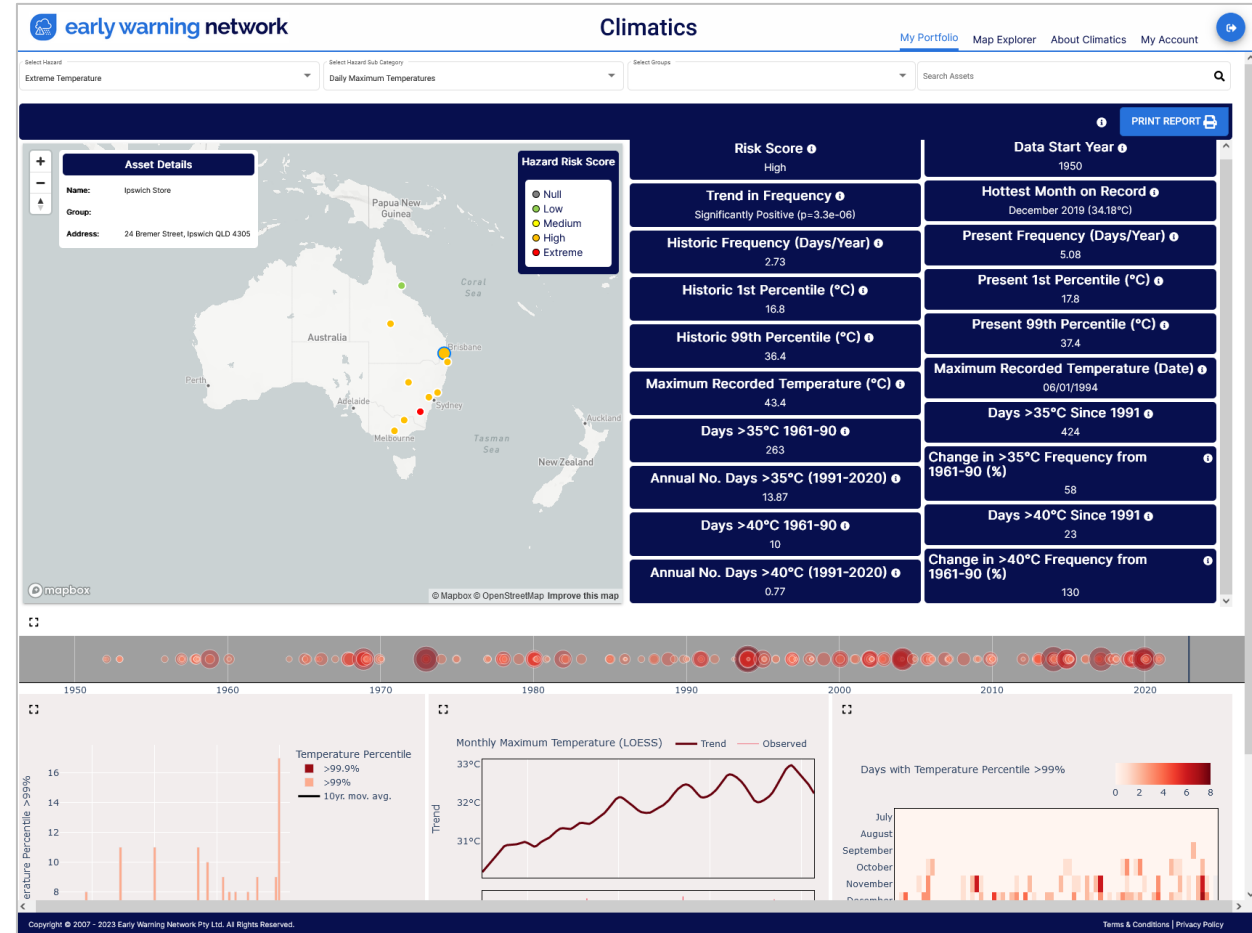 early warning network
Climatics
My Portfolio
Map Explorer
About Climatics
My Account
Select Hazard
Extreme Temperature
Select Hazard Sub Category
Daily Maximum Temperatures
Select Groups
Search Assets
PRINT REPORT
+
−
Asset Details
Name: Ipswich Store
Group:
Address: 24 Bremer Street, Ipswich QLD 4305
Hazard Risk Score
Null
Low
Medium
High
Extreme
Papua New
Guinea
Coral
Sea
Australia
Brisbane
Perth
Adelaide
Sydney
Melbourne
Tasman
Sea
Auckland
New Zealand
mapbox
© Mapbox © OpenStreetMap Improve this map
Risk Score
High
Data Start Year
1950
Trend in Frequency
Significantly Positive (p=3.3e-06)
Hottest Month on Record
December 2019 (34.18°C)
Historic Frequency (Days/Year)
2.73
Present Frequency (Days/Year)
5.08
Historic 1st Percentile (°C)
16.8
Present 1st Percentile (°C)
17.8
Historic 99th Percentile (°C)
36.4
Present 99th Percentile (°C)
37.4
Maximum Recorded Temperature (°C)
43.4
Maximum Recorded Temperature (Date)
06/01/1994
Days >35°C 1961-90
263
Days >35°C Since 1991
424
Annual No. Days >35°C (1991-2020)
13.87
Change in >35°C Frequency from
1961-90 (%)
58
Days >40°C 1961-90
10
Days >40°C Since 1991
23
Annual No. Days >40°C (1991-2020)
0.77
Change in >40°C Frequency from
1961-90 (%)
130
1950 1960 1970 1980 1990 2000 2010 2020
erature Percentile >99%
16
14
12
10
8
Temperature Percentile
>99.9%
>99%
10yr. mov. avg.
Monthly Maximum Temperature (LOESS)
Trend
Observed
Trend
33°C
32°C
31°C
Days with Temperature Percentile >99%
0 2 4 6 8
July
August
September
October
November
December
Copyright © 2007 - 2023 Early Warning Network Pty Ltd. All Rights Reserved.
Terms & Conditions | Privacy Policy